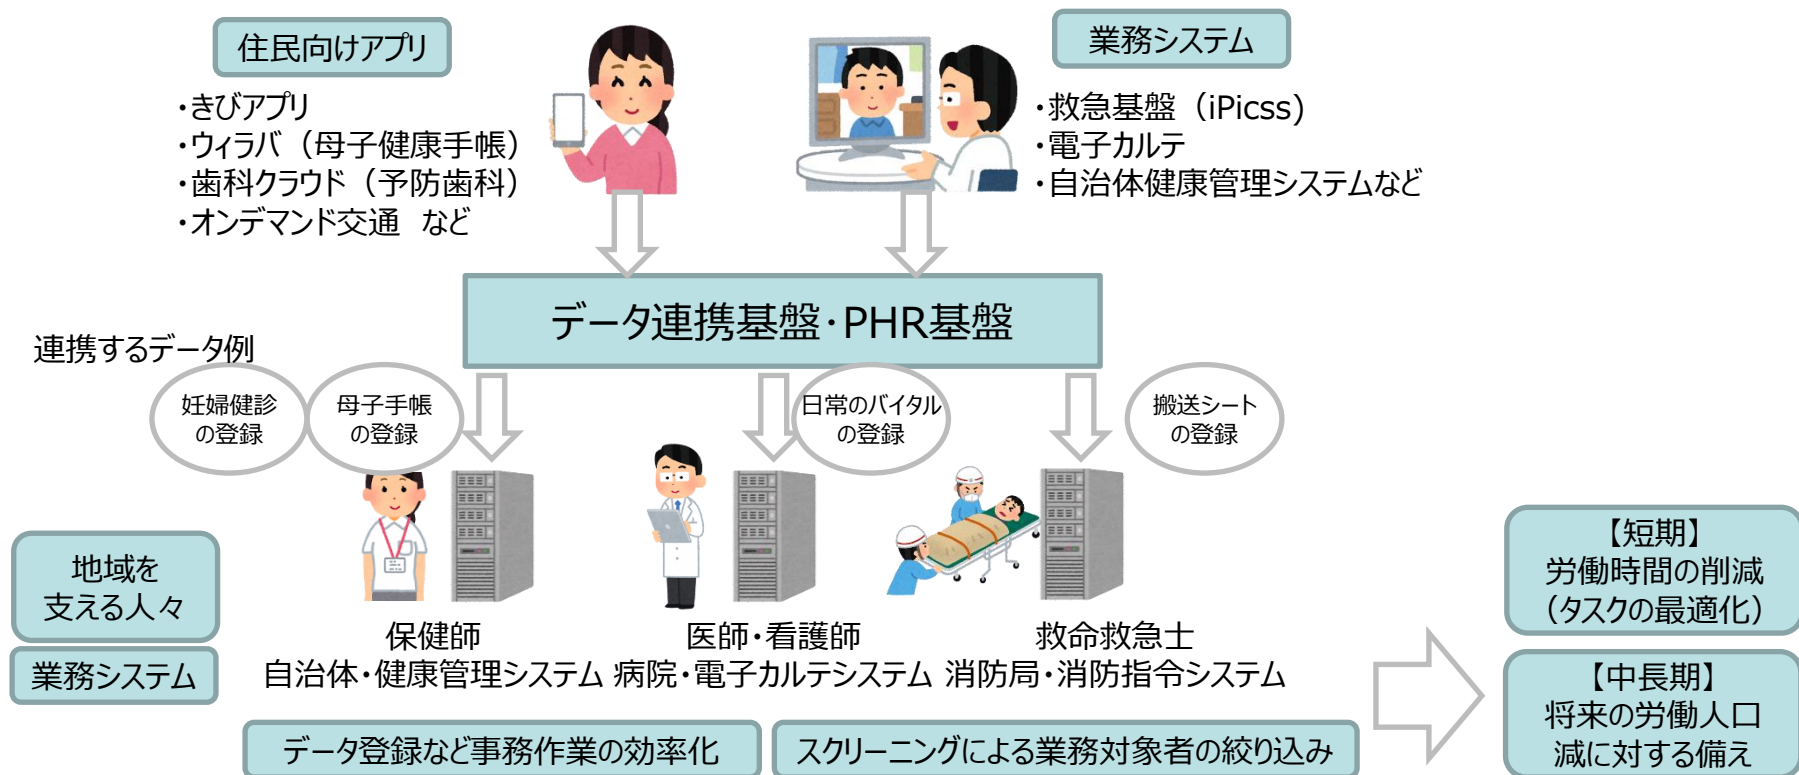 住民向けアプリ
・きびアプリ
・ウィラバ（母子健康手帳）
・歯科クラウド（予防歯科）
・オンデマンド交通　など
業務システム
・救急基盤（iPicss)
・電子カルテ
・自治体健康管理システムなど
データ連携基盤・PHR基盤
連携するデータ例
妊婦健診
の登録
母子手帳
の登録
日常のバイタル
の登録
搬送シート
の登録
地域を
支える人々
業務システム
保健師
自治体・健康管理システム
医師・看護師
病院・電子カルテシステム
救命救急士
消防局・消防指令システム
データ登録など事務作業の効率化
スクリーニングによる業務対象者の絞り込み
【短期】
労働時間の削減
（タスクの最適化）
【中長期】
将来の労働人口
減に対する備え